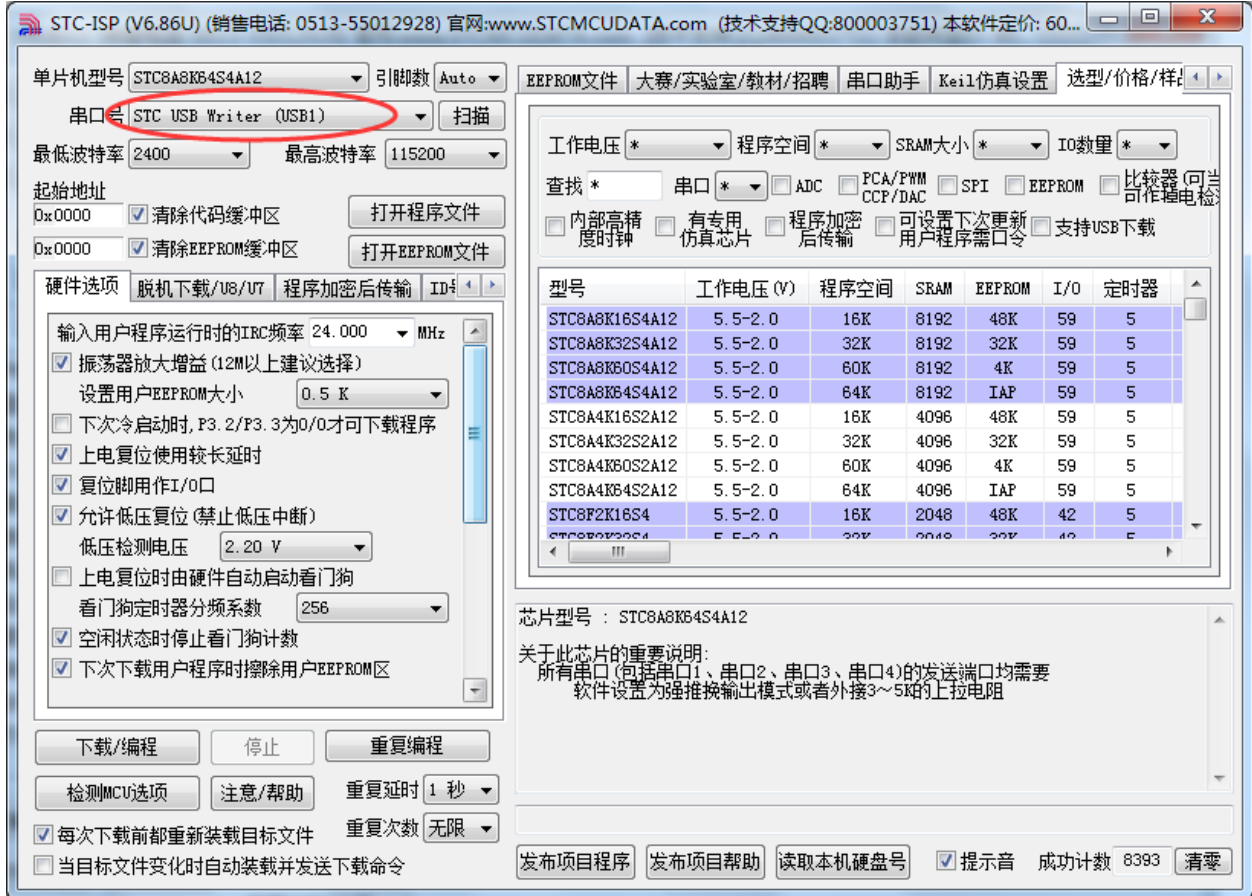 STC-ISP (V6.86U) (销售电话: 0513-55012928) 官网:www.STCMCUDATA.com (技术支持QQ:800003751) 本软件定价: 60...
单片机型号 STC8A8K64S4A12 引脚数 Auto
串口号 STC USB Writer (USB1) 扫描
最低波特率 2400 最高波特率 115200
起始地址
0x0000 清除代码缓冲区 打开程序文件
0x0000 清除EEPROM缓冲区 打开EEPROM文件
硬件选项 脱机下载/U8/U7 程序加密后传输
输入用户程序运行时的IRC频率 24.000 MHz
振荡器放大增益(12M以上建议选择)
设置用户EEPROM大小 0.5 K
下次冷启动时,P3.2/P3.3为0/0才可下载程序
上电复位使用较长延时
复位脚用作I/O口
允许低压复位(禁止低压中断)
低压检测电压 2.20 V
上电复位时由硬件自动启动看门狗
看门狗定时器分频系数 256
空闲状态时停止看门狗计数
下次下载用户程序时擦除用户EEPROM区
下载/编程 停止 重复编程
检测MCU选项 注意/帮助 重复延时 1 秒
每次下载前都重新装载目标文件 重复次数 无限
当目标文件变化时自动装载并发送下载命令
EEPROM文件 大赛/实验室/教材/招聘 串口助手 Keil仿真设置 选型/价格/样
工作电压 * 程序空间 * SRAM大小 * IO数量 *
查找 * 串口 * ADC PCA/PWM CCP/DAC SPI EEPROM 比较器(可当 可作掉电检
内部高精度时钟 有专用仿真芯片 程序加密后传输 可设置下次更新用户程序需口令 支持USB下载
型号 工作电压(V) 程序空间 SRAM EEPROM I/O 定时器
STC8A8K16S4A12 5.5-2.0 16K 8192 48K 59 5
STC8A8K32S4A12 5.5-2.0 32K 8192 32K 59 5
STC8A8K60S4A12 5.5-2.0 60K 8192 4K 59 5
STC8A8K64S4A12 5.5-2.0 64K 8192 IAP 59 5
STC8A4K16S2A12 5.5-2.0 16K 4096 48K 59 5
STC8A4K32S2A12 5.5-2.0 32K 4096 32K 59 5
STC8A4K60S2A12 5.5-2.0 60K 4096 4K 59 5
STC8A4K64S2A12 5.5-2.0 64K 4096 IAP 59 5
STC8F2K16S4 5.5-2.0 16K 2048 48K 42 5
STC8F2K32S4 5.5-2.0 32K 2048 32K 42 5
芯片型号 : STC8A8K64S4A12
关于此芯片的重要说明:
所有串口(包括串口1、串口2、串口3、串口4)的发送端口均需要
软件设置为强推挽输出模式或者外接3～5K的上拉电阻
发布项目程序 发布项目帮助 读取本机硬盘号 提示音 成功计数 8393 清零